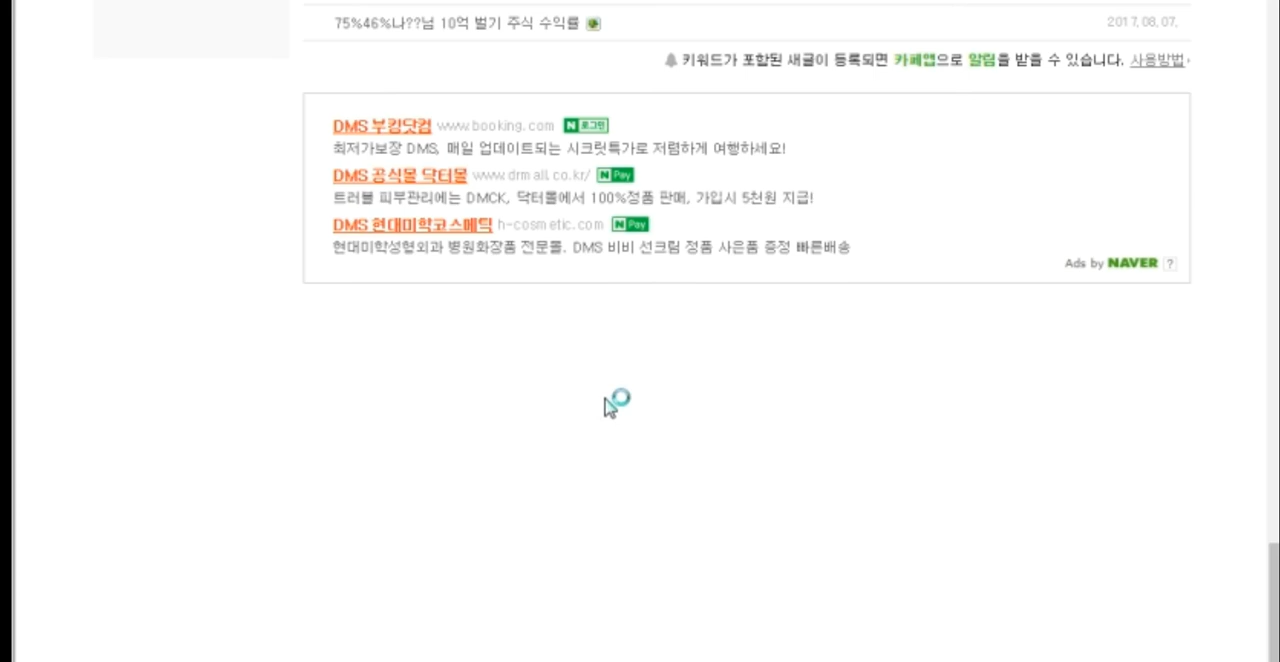 75%46%나??님 10억 벌기 주식 수익률 2017.08.07.
키워드가 포함된 새글이 등록되면 카페앱으로 알림을 받을 수 있습니다. 사용방법
DMS 부킹닷컴 www.booking.com N 로그인
최저가보장 DMS, 매일 업데이트되는 시크릿특가로 저렴하게 여행하세요!
DMS 공식몰 닥터몰 www.drmall.co.kr/ N Pay
트러블 피부관리에는 DMCK, 닥터몰에서 100%정품 판매, 가입시 5천원 지급!
DMS 현대미학코스메틱 h-cosmetic.com N Pay
현대미학성형외과 병원화장품 전문몰. DMS 비비 선크림 정품 사은품 증정 빠른배송
Ads by NAVER ?